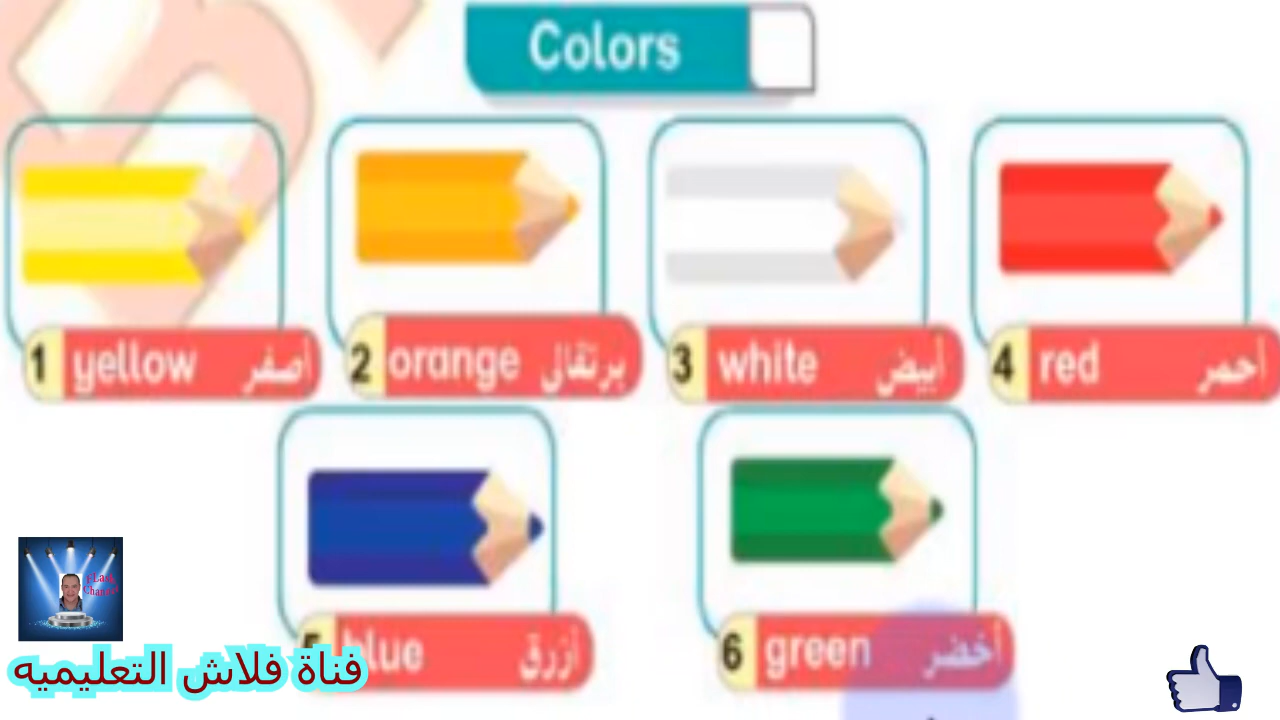 Colors
1 yellow أصفر
2 orange برتقالى
3 white أبيض
4 red أحمر
5 blue أزرق
6 green أخضر
فناة فلاش التعليميه